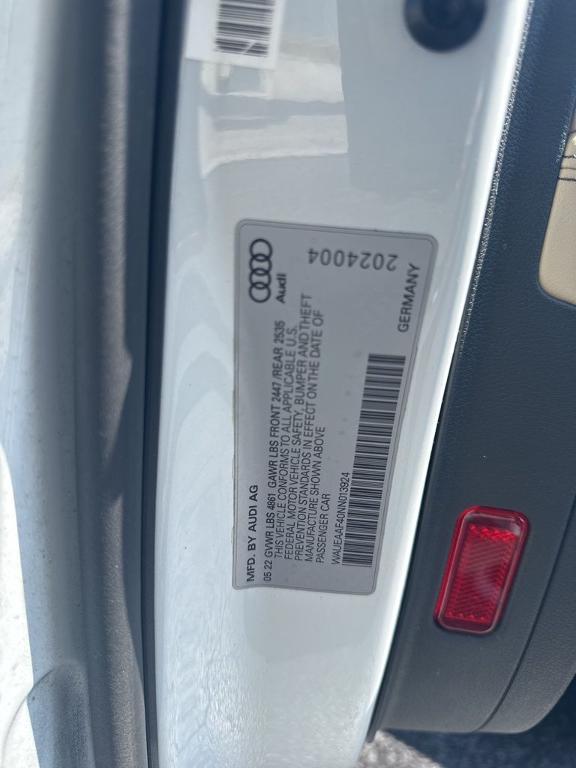 Audi
2024004
MFD. BY AUDI AG
GERMANY
05 22 GVWR LBS 4861 GAWR LBS FRONT 2447 /REAR 2535
THIS VEHICLE CONFORMS TO ALL APPLICABLE U.S.
FEDERAL MOTOR VEHICLE SAFETY, BUMPER AND THEFT
PREVENTION STANDARDS IN EFFECT ON THE DATE OF
MANUFACTURE SHOWN ABOVE
PASSENGER CAR
WAUEAAF40NN013924